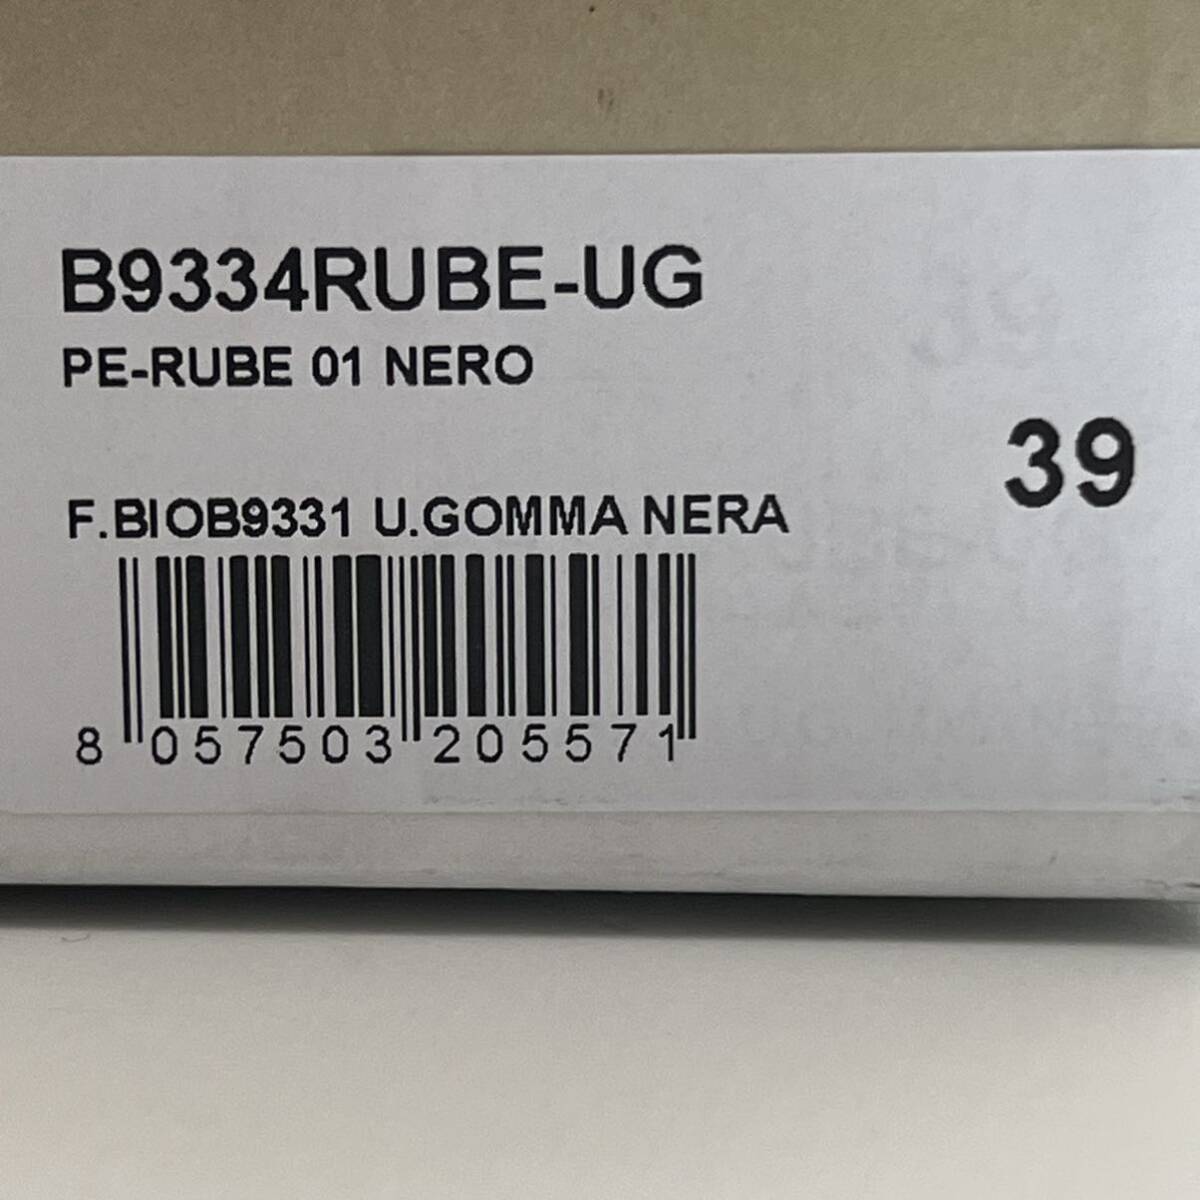 B9334RUBE-UG
PE-RUBE 01 NERO
39
F.BIOB9331 U.GOMMA NERA
8 057503 205571